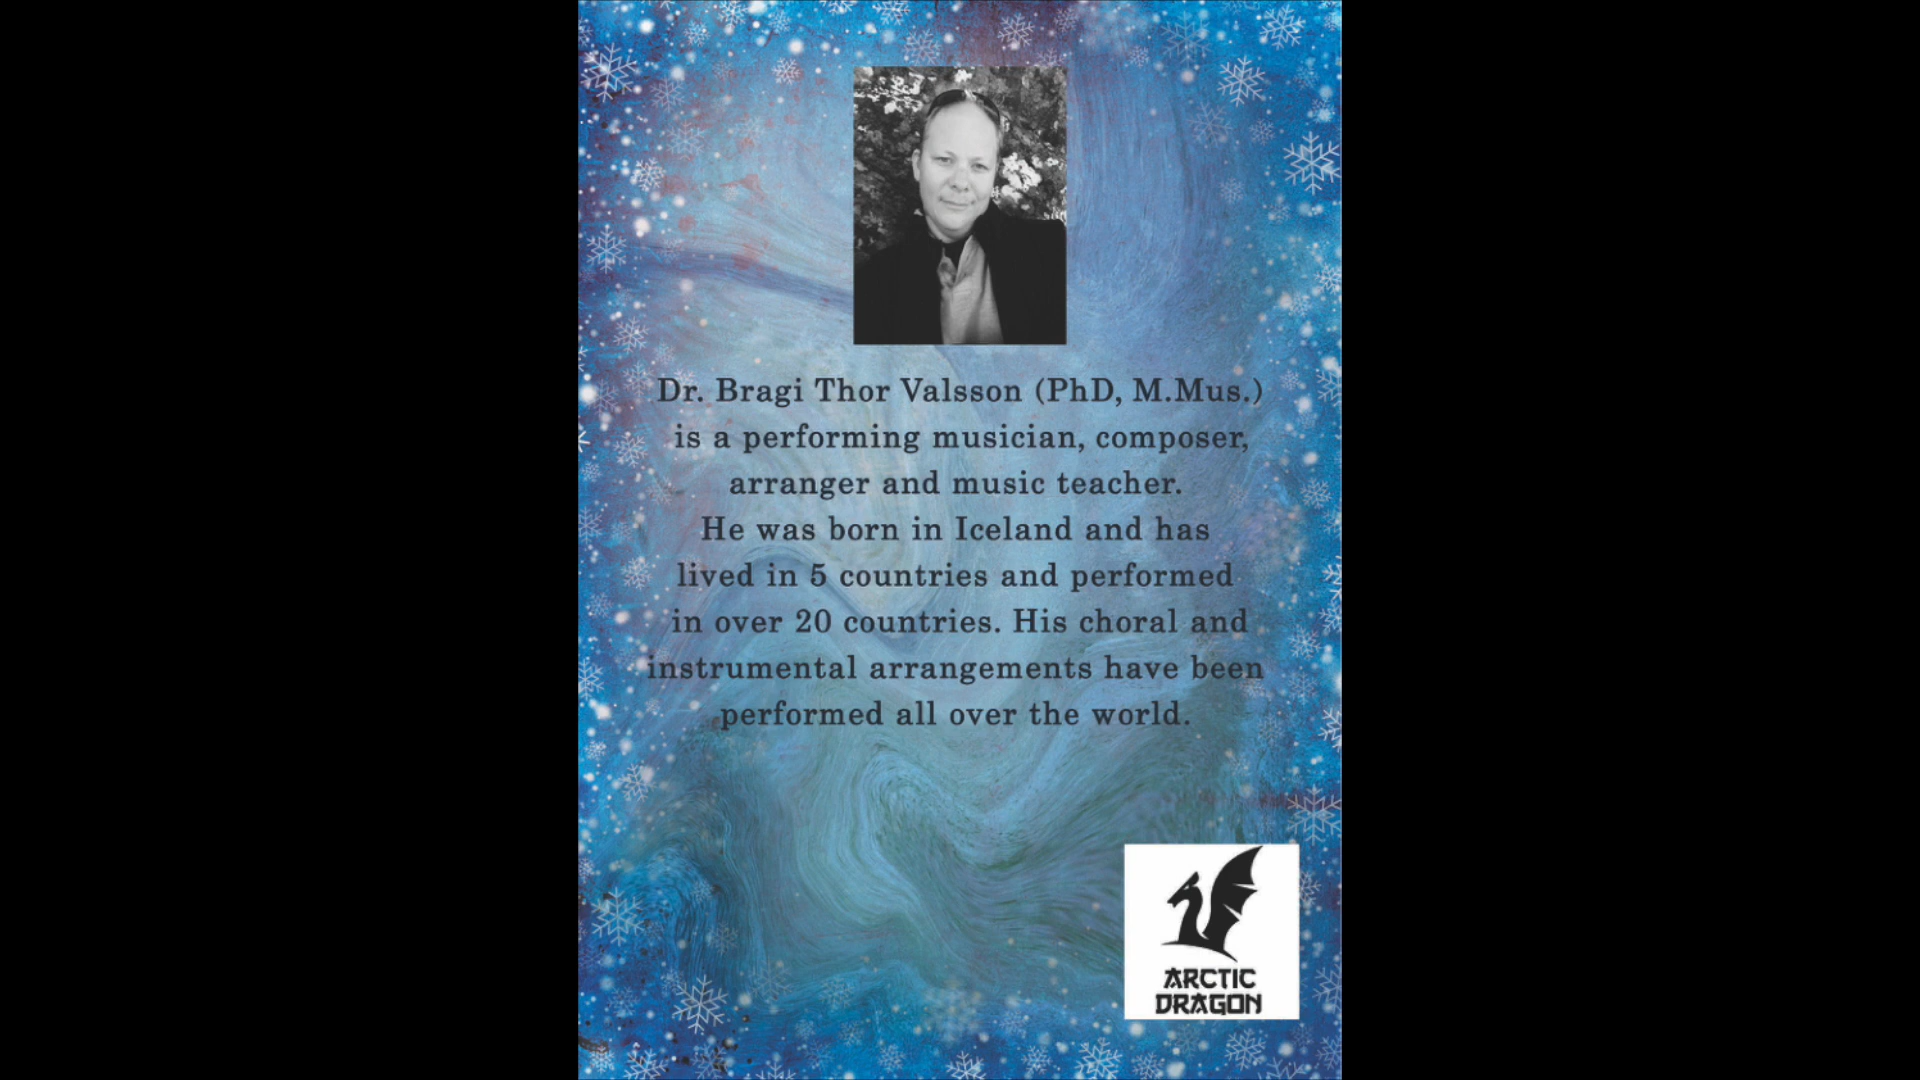 Dr. Bragi Thor Valsson (PhD, M.Mus.)
is a performing musician, composer,
arranger and music teacher.
He was born in Iceland and has
lived in 5 countries and performed
in over 20 countries. His choral and
instrumental arrangements have been
performed all over the world.
ARCTIC
DRAGON